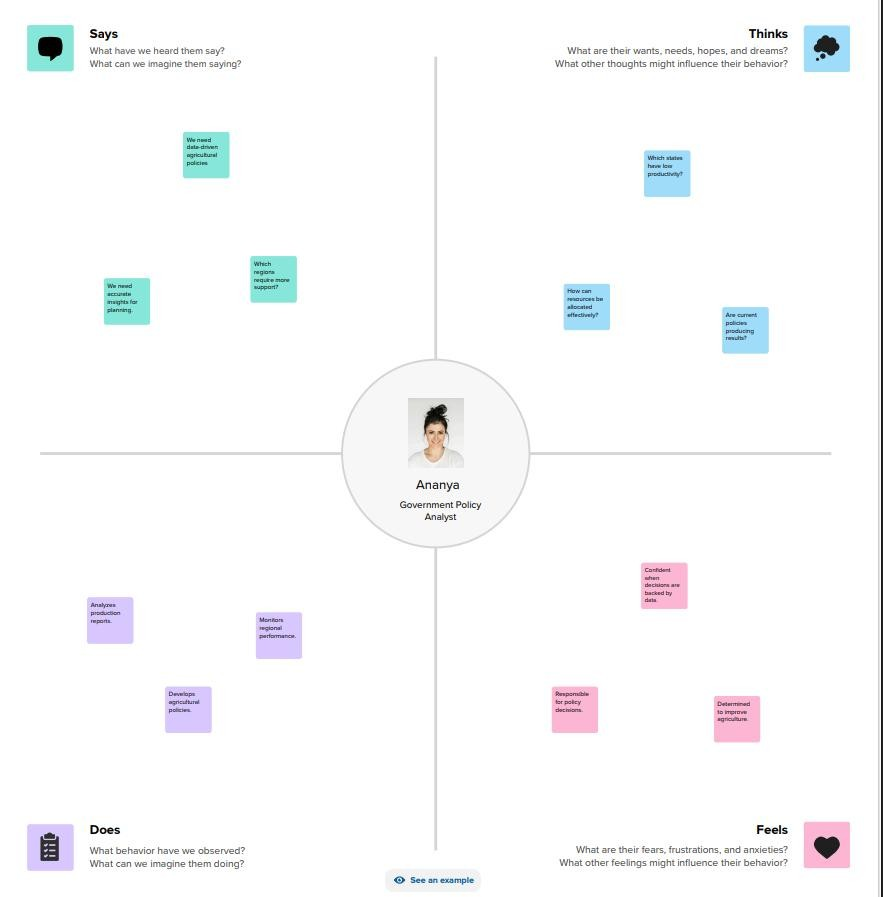 Says
What have we heard them say?
What can we imagine them saying?
Thinks
What are their wants, needs, hopes, and dreams?
What other thoughts might influence their behavior?
We need
data-driven
agricultural
policies
Which states
have low
productivity?
Which
regions
require more
support?
We need
accurate
insights for
planning.
How can
resources be
allocated
effectively?
Are current
policies
producing
results?
Ananya
Government Policy
Analyst
Confident
when
decisions are
backed by
data.
Analyzes
production
reports.
Monitors
regional
performance.
Develops
agricultural
policies.
Responsible
for policy
decisions.
Determined
to improve
agriculture.
Does
What behavior have we observed?
What can we imagine them doing?
Feels
What are their fears, frustrations, and anxieties?
What other feelings might influence their behavior?
See an example